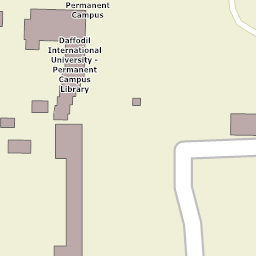 Permanent
Campus
Daffodil
International
University -
Permanent
Campus
Library